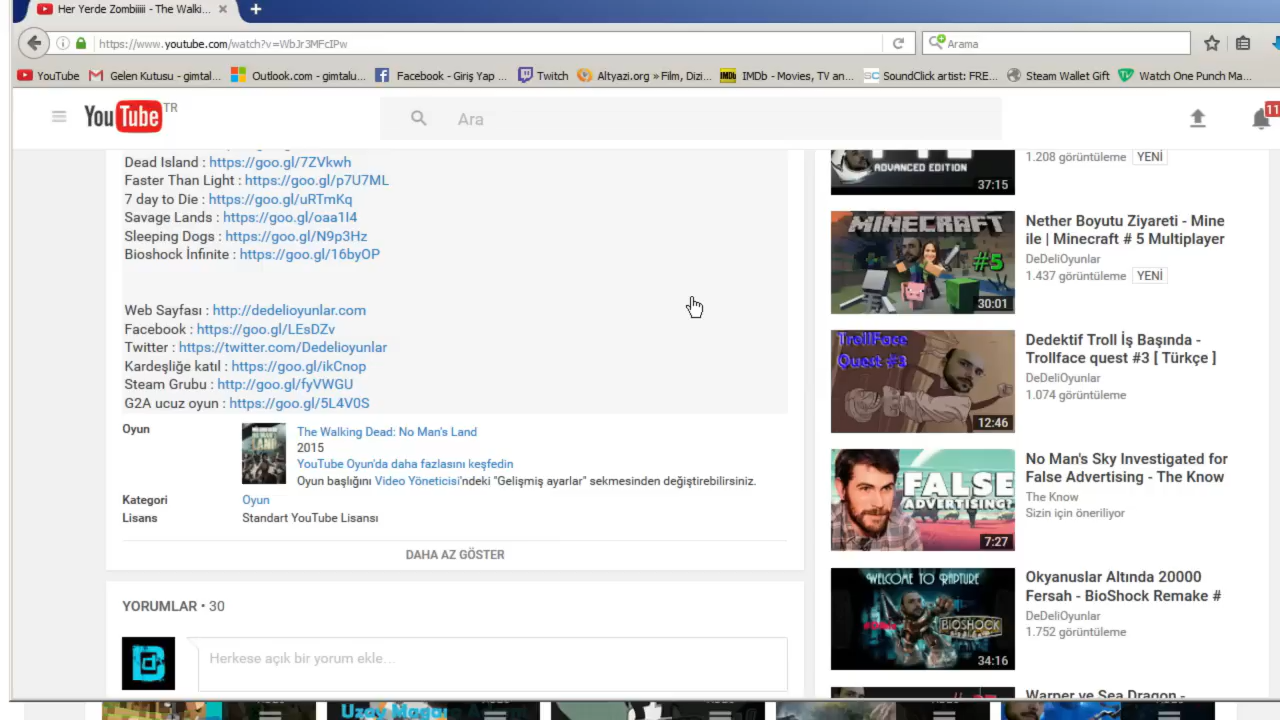 Her Yerde Zombiiiii - The Walki...
https://www.youtube.com/watch?v=WbJr3MFcIPw
Arama
YouTube
Gelen Kutusu - gimtal...
Outlook.com - gimtalu...
Facebook - Giriş Yap ...
Twitch
Altyazi.org » Film, Dizi...
IMDb - Movies, TV an...
SoundClick artist: FRE...
Steam Wallet Gift
Watch One Punch Ma...
YouTube TR
Ara
11
Dead Island : https://goo.gl/7ZVkwh
Faster Than Light : https://goo.gl/p7U7ML
7 day to Die : https://goo.gl/uRTmKq
Savage Lands : https://goo.gl/oaa1I4
Sleeping Dogs : https://goo.gl/N9p3Hz
Bioshock İnfinite : https://goo.gl/16byOP
Web Sayfası : http://dedelioyunlar.com
Facebook : https://goo.gl/LEsDZv
Twitter : https://twitter.com/Dedelioyunlar
Kardeşliğe katıl : https://goo.gl/ikCnop
Steam Grubu : http://goo.gl/fyVWGU
G2A ucuz oyun : https://goo.gl/5L4V0S
Oyun
The Walking Dead: No Man's Land
2015
YouTube Oyun'da daha fazlasını keşfedin
Oyun başlığını Video Yöneticisi'ndeki "Gelişmiş ayarlar" sekmesinden değiştirebilirsiniz.
Kategori Oyun
Lisans Standart YouTube Lisansı
DAHA AZ GÖSTER
YORUMLAR • 30
Herkese açık bir yorum ekle...
ADVANCED EDITION
37:15
1.208 görüntüleme YENİ
MINECRAFT
#5
30:01
Nether Boyutu Ziyareti - Mine
ile | Minecraft # 5 Multiplayer
DeDeliOyunlar
1.437 görüntüleme YENİ
TrollFace
Quest #3
12:46
Dedektif Troll İş Başında -
Trollface quest #3 [ Türkçe ]
DeDeliOyunlar
1.074 görüntüleme
FALSE
ADVERTISING?
7:27
No Man's Sky Investigated for
False Advertising - The Know
The Know
Sizin için öneriliyor
WELCOME TO RAPTURE
BIOSHOCK
34:16
Okyanuslar Altında 20000
Fersah - BioShock Remake #
DeDeliOyunlar
1.752 görüntüleme
Warner ve Sea Dragon -